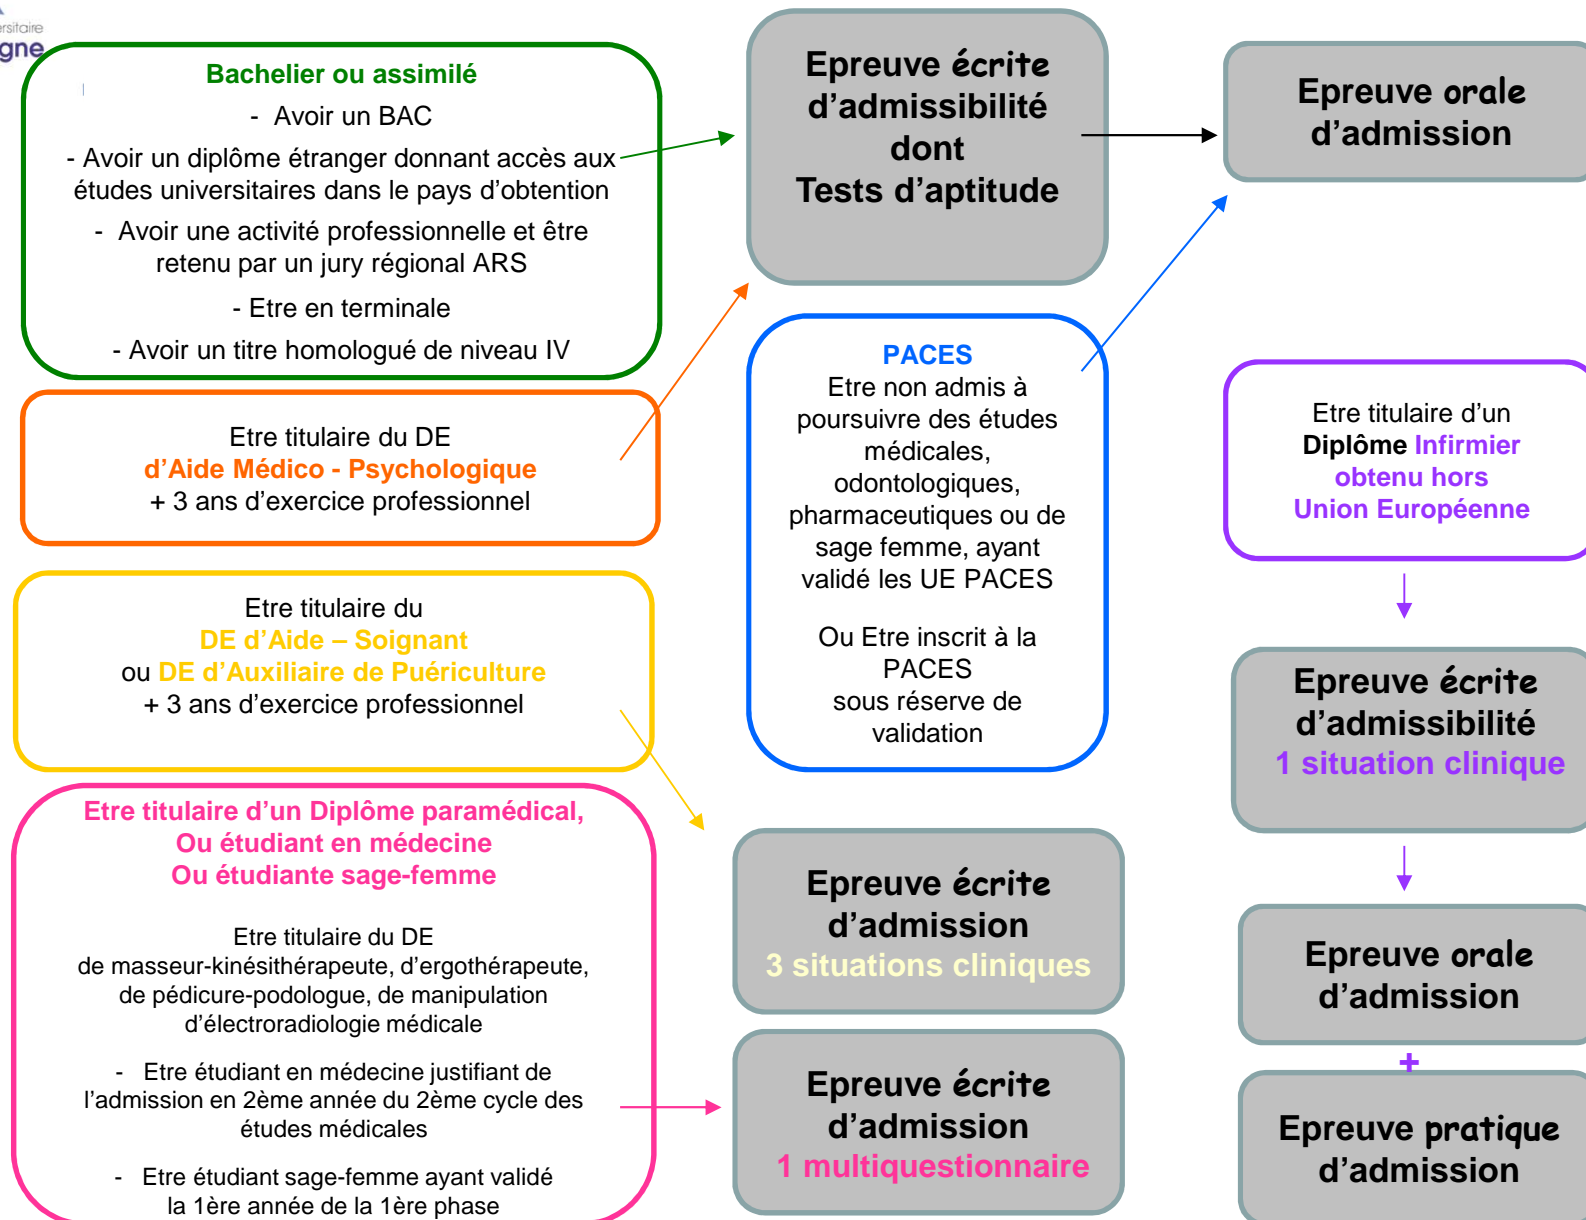 Bachelier ou assimilé
- Avoir un BAC
- Avoir un diplôme étranger donnant accès aux
études universitaires dans le pays d’obtention
- Avoir une activité professionnelle et être
retenu par un jury régional ARS
- Etre en terminale
- Avoir un titre homologué de niveau IV
Etre titulaire du DE
d’Aide Médico - Psychologique
+ 3 ans d’exercice professionnel
Etre titulaire du
DE d’Aide – Soignant
ou DE d’Auxiliaire de Puériculture
+ 3 ans d’exercice professionnel
Etre titulaire d’un Diplôme paramédical,
Ou étudiant en médecine
Ou étudiante sage-femme
Etre titulaire du DE
de masseur-kinésithérapeute, d’ergothérapeute,
de pédicure-podologue, de manipulation
d’électroradiologie médicale
- Etre étudiant en médecine justifiant de
l’admission en 2ème année du 2ème cycle des
études médicales
- Etre étudiant sage-femme ayant validé
la 1ère année de la 1ère phase
Epreuve écrite
d’admissibilité
dont
Tests d’aptitude
PACES
Etre non admis à
poursuivre des études
médicales,
odontologiques,
pharmaceutiques ou de
sage femme, ayant
validé les UE PACES
Ou Etre inscrit à la
PACES
sous réserve de
validation
Epreuve écrite
d’admission
3 situations cliniques
Epreuve écrite
d’admission
1 multiquestionnaire
Epreuve orale
d’admission
Etre titulaire d’un
Diplôme Infirmier
obtenu hors
Union Européenne
Epreuve écrite
d’admissibilité
1 situation clinique
Epreuve orale
d’admission
+
Epreuve pratique
d’admission